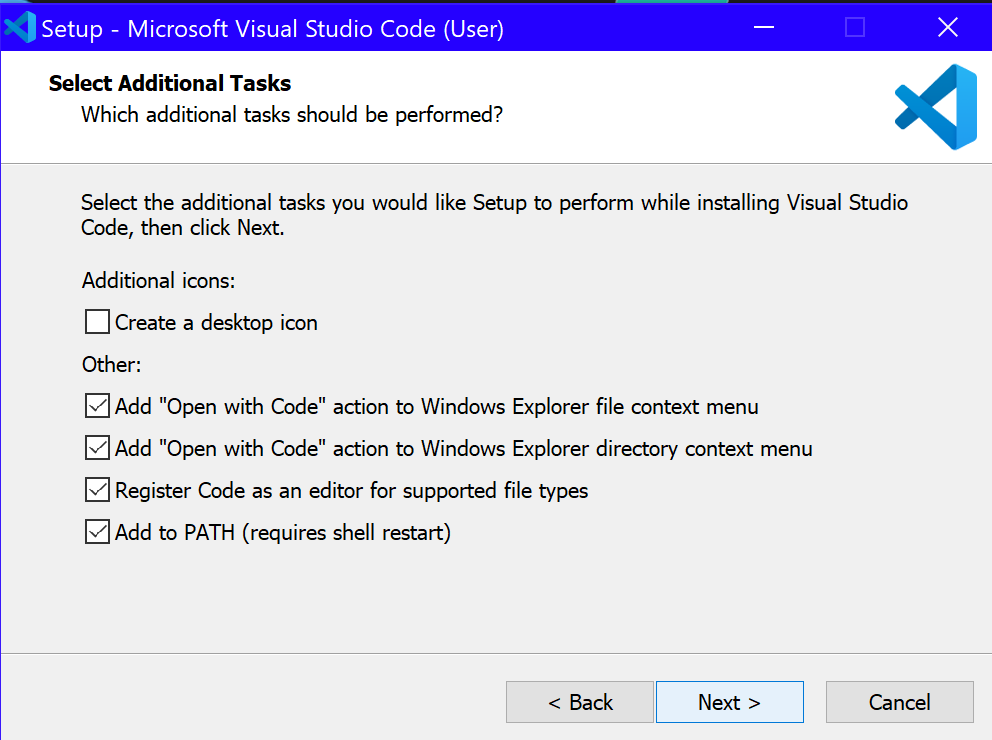 Setup - Microsoft Visual Studio Code (User)
Select Additional Tasks
Which additional tasks should be performed?
Select the additional tasks you would like Setup to perform while installing Visual Studio
Code, then click Next.
Additional icons:
Create a desktop icon
Other:
Add "Open with Code" action to Windows Explorer file context menu
Add "Open with Code" action to Windows Explorer directory context menu
Register Code as an editor for supported file types
Add to PATH (requires shell restart)
< Back
Next >
Cancel